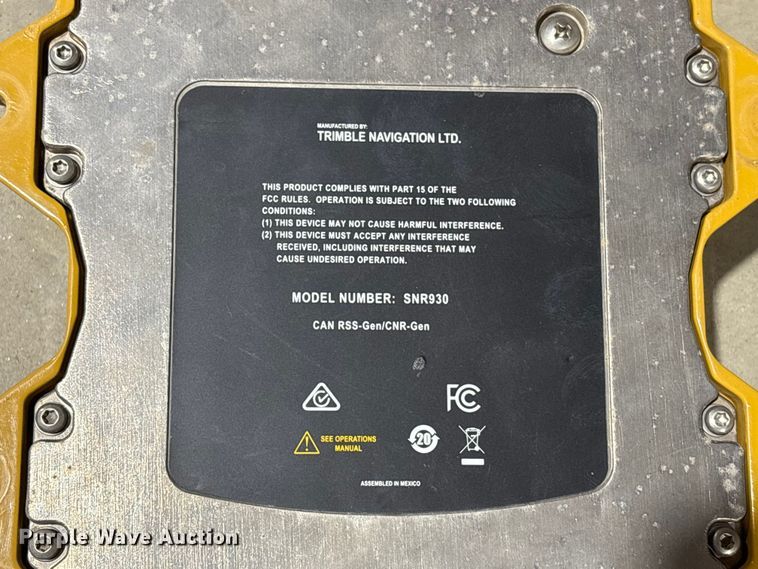 MANUFACTURED BY:
TRIMBLE NAVIGATION LTD.
THIS PRODUCT COMPLIES WITH PART 15 OF THE
FCC RULES. OPERATION IS SUBJECT TO THE TWO FOLLOWING
CONDITIONS:
(1) THIS DEVICE MAY NOT CAUSE HARMFUL INTERFERENCE.
(2) THIS DEVICE MUST ACCEPT ANY INTERFERENCE
RECEIVED, INCLUDING INTERFERENCE THAT MAY
CAUSE UNDESIRED OPERATION.
MODEL NUMBER: SNR930
CAN RSS-Gen/CNR-Gen
FC
SEE OPERATIONS
MANUAL
20
ASSEMBLED IN MEXICO
Purple Wave Auction